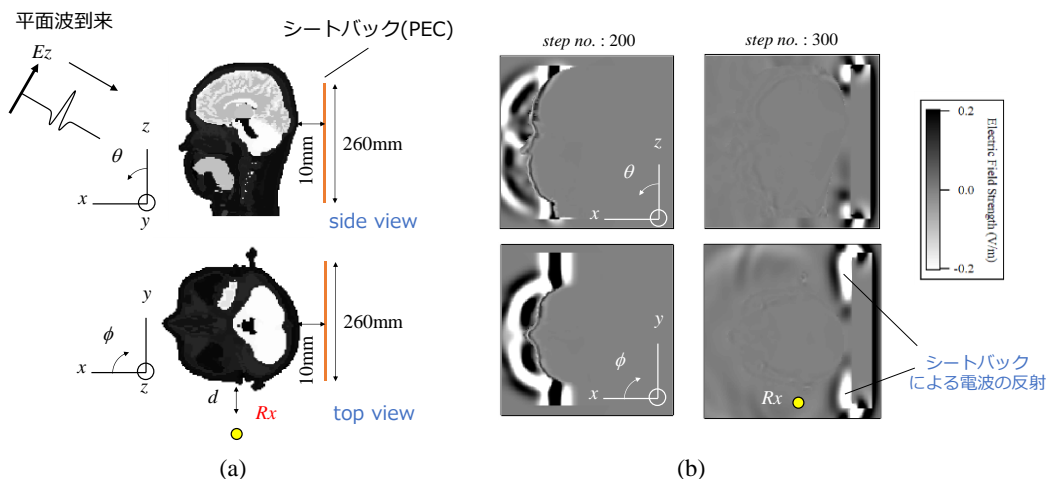 平面波到来
Ez
シートバック(PEC)
z
θ
x
y
10mm
260mm
side view
y
ϕ
x
z
10mm
260mm
d
Rx
top view
(a)
step no. : 200
step no. : 300
z
θ
x
y
ϕ
x
Rx
シートバック
による電波の反射
0.2
0.0
-0.2
Electric Field Strength (V/m)
(b)